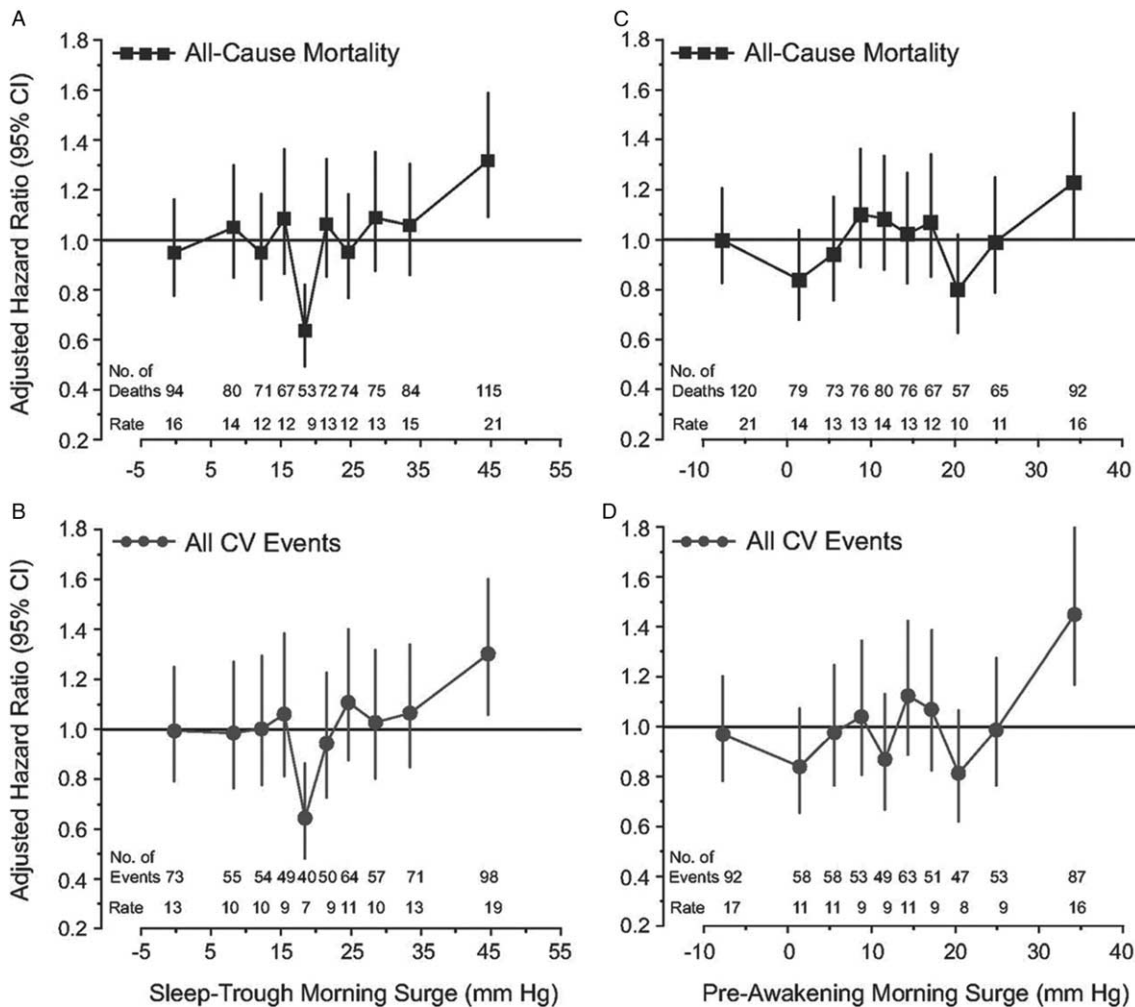 A
Adjusted Hazard Ratio (95% CI)
1.8
1.6
1.4
1.2
1.0
0.8
0.6
0.4
0.2
All-Cause Mortality
No. of
Deaths 94 80 71 67 53 72 74 75 84 115
Rate 16 14 12 12 9 13 12 13 15 21
-5 5 15 25 35 45 55
C
Adjusted Hazard Ratio (95% CI)
1.8
1.6
1.4
1.2
1.0
0.8
0.6
0.4
0.2
All-Cause Mortality
No. of
Deaths 120 79 73 76 80 76 67 57 65 92
Rate 21 14 13 13 14 13 12 10 11 16
-10 0 10 20 30 40
B
Adjusted Hazard Ratio (95% CI)
1.8
1.6
1.4
1.2
1.0
0.8
0.6
0.4
0.2
All CV Events
No. of
Events 73 55 54 49 40 50 64 57 71 98
Rate 13 10 10 9 7 9 11 10 13 19
-5 5 15 25 35 45 55
Sleep-Trough Morning Surge (mm Hg)
D
Adjusted Hazard Ratio (95% CI)
1.8
1.6
1.4
1.2
1.0
0.8
0.6
0.4
0.2
All CV Events
No. of
Events 92 58 58 53 49 63 51 47 53 87
Rate 17 11 11 9 9 11 9 8 9 16
-10 0 10 20 30 40
Pre-Awakening Morning Surge (mm Hg)